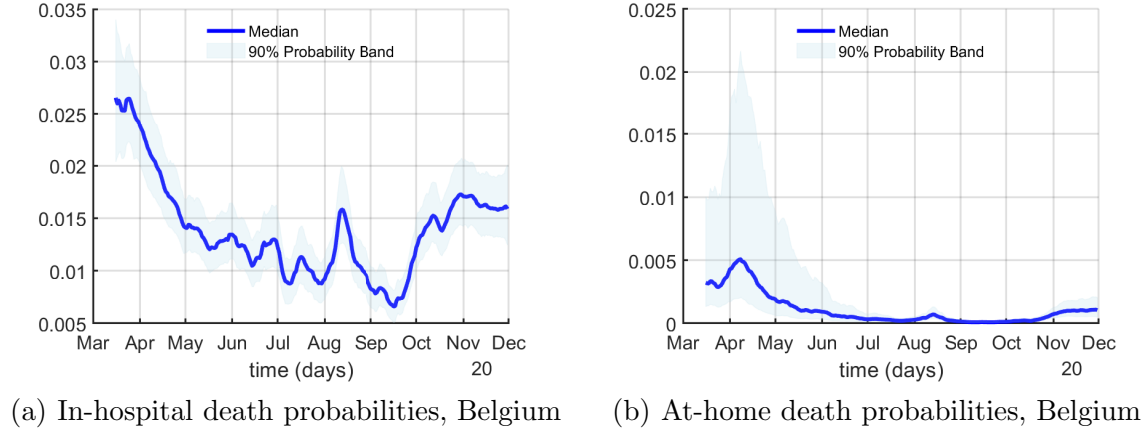 0.035
0.03
0.025
0.02
0.015
0.01
0.005
Median
90% Probability Band
Mar Apr May Jun Jul Aug Sep Oct Nov Dec
time (days)
20
(a) In-hospital death probabilities, Belgium
0.025
0.02
0.015
0.01
0.005
0
Median
90% Probability Band
Mar Apr May Jun Jul Aug Sep Oct Nov Dec
time (days)
20
(b) At-home death probabilities, Belgium